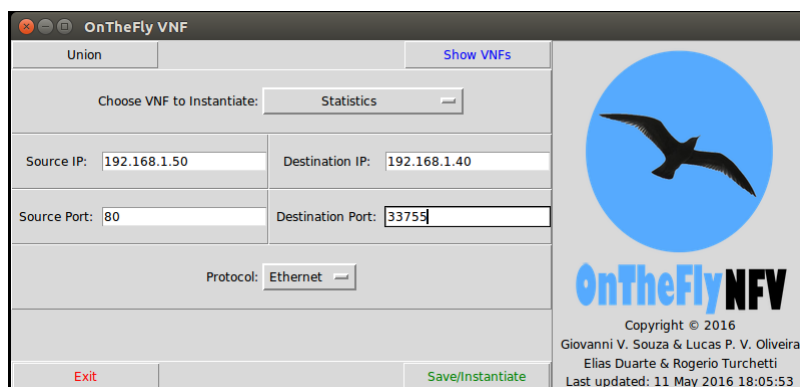 OnTheFly VNF
Union
Show VNFs
Choose VNF to Instantiate: Statistics
Source IP: 192.168.1.50
Destination IP: 192.168.1.40
Source Port: 80
Destination Port: 33755
Protocol: Ethernet
Exit
Save/Instantiate
OnTheFlyNFV
Copyright © 2016
Giovanni V. Souza & Lucas P. V. Oliveira
Elias Duarte & Rogerio Turchetti
Last updated: 11 May 2016 18:05:53